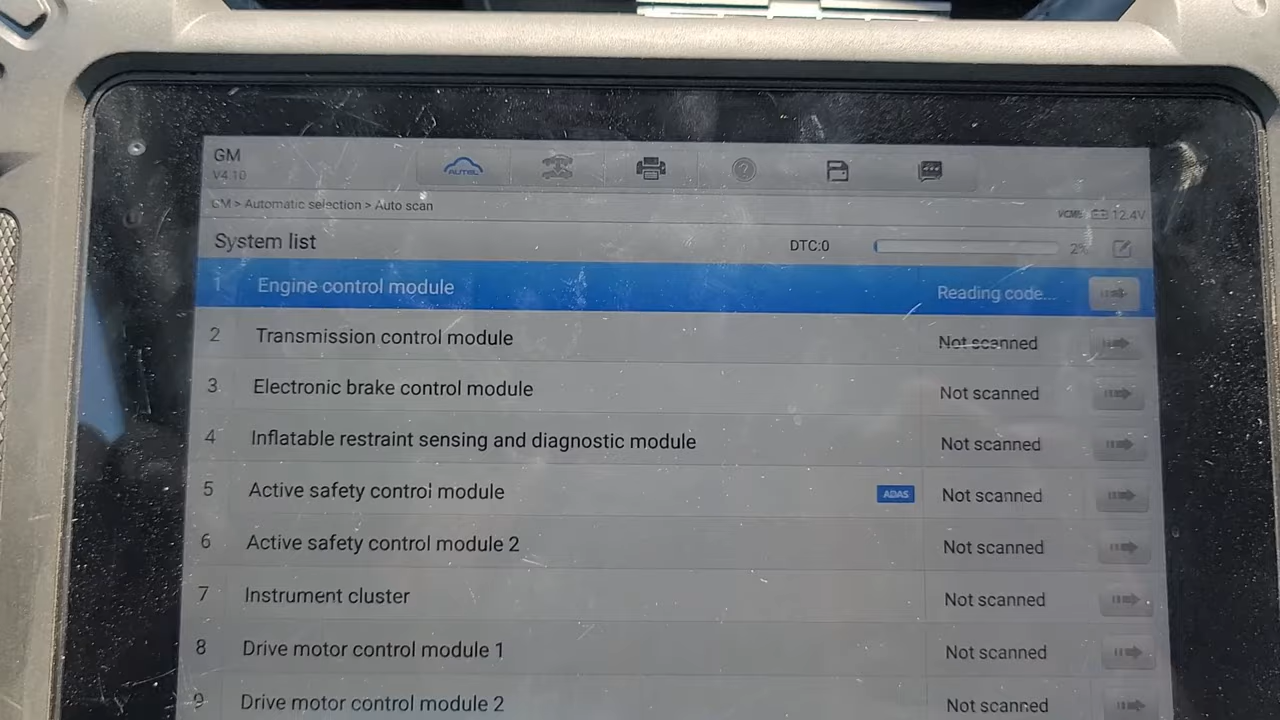 GM
V4.10
AUTEL
?
GM > Automatic selection > Auto scan
VCMI 12.4V
System list DTC:0 2%
1 Engine control module Reading code...
2 Transmission control module Not scanned
3 Electronic brake control module Not scanned
4 Inflatable restraint sensing and diagnostic module Not scanned
5 Active safety control module ADAS Not scanned
6 Active safety control module 2 Not scanned
7 Instrument cluster Not scanned
8 Drive motor control module 1 Not scanned
9 Drive motor control module 2 Not scanned